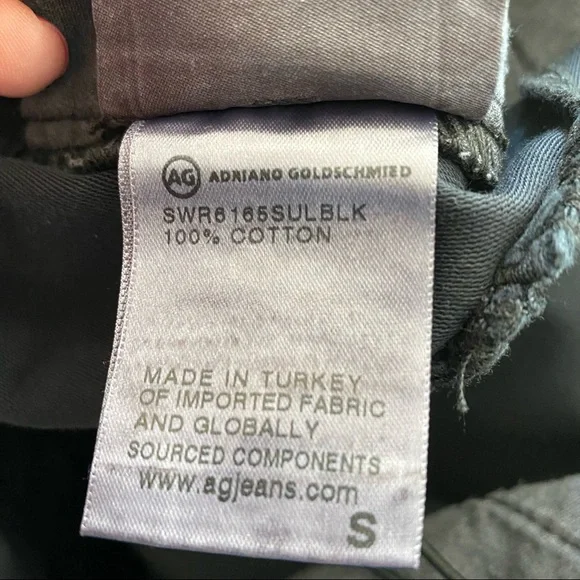 AG ADRIANO GOLDSCHMIED
SWR6165SULBLK
100% COTTON
MADE IN TURKEY
OF IMPORTED FABRIC
AND GLOBALLY
SOURCED COMPONENTS
www.agjeans.com
S